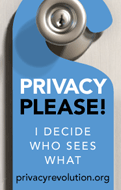 PRIVACY
PLEASE!
I DECIDE
WHO SEES
WHAT
privacyrevolution.org